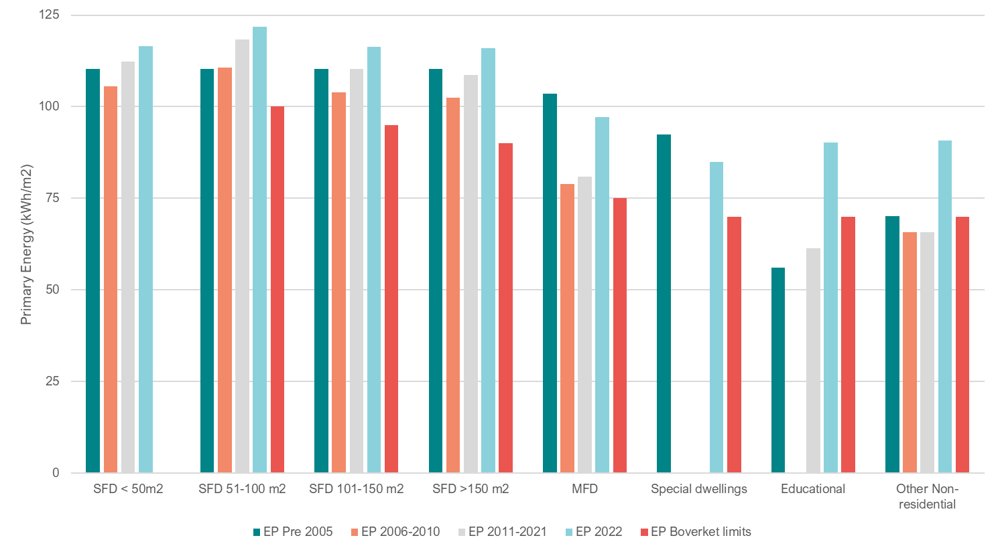 125
100
75
50
25
0
Primary Energy (kWh/m2)
SFD < 50m2
SFD 51-100 m2
SFD 101-150 m2
SFD >150 m2
MFD
Special dwellings
Educational
Other Non-
residential
EP Pre 2005
EP 2006-2010
EP 2011-2021
EP 2022
EP Boverket limits